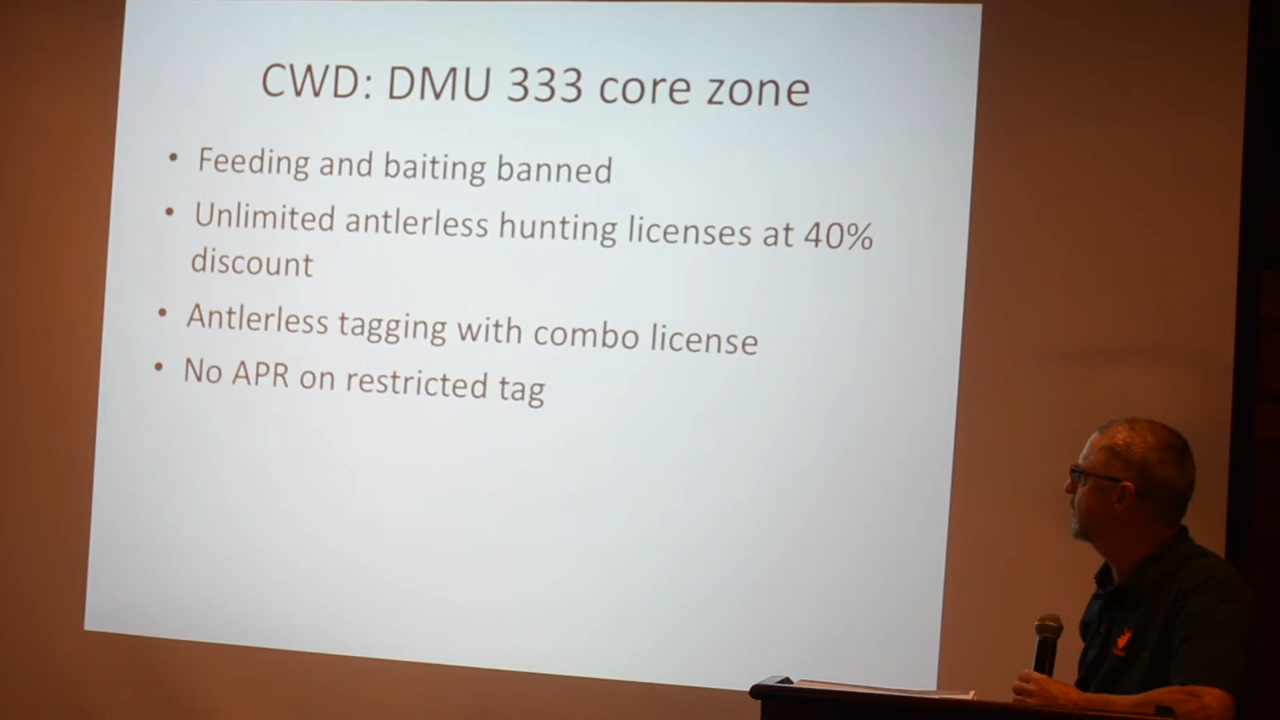 CWD: DMU 333 core zone
• Feeding and baiting banned
• Unlimited antlerless hunting licenses at 40%
discount
• Antlerless tagging with combo license
• No APR on restricted tag